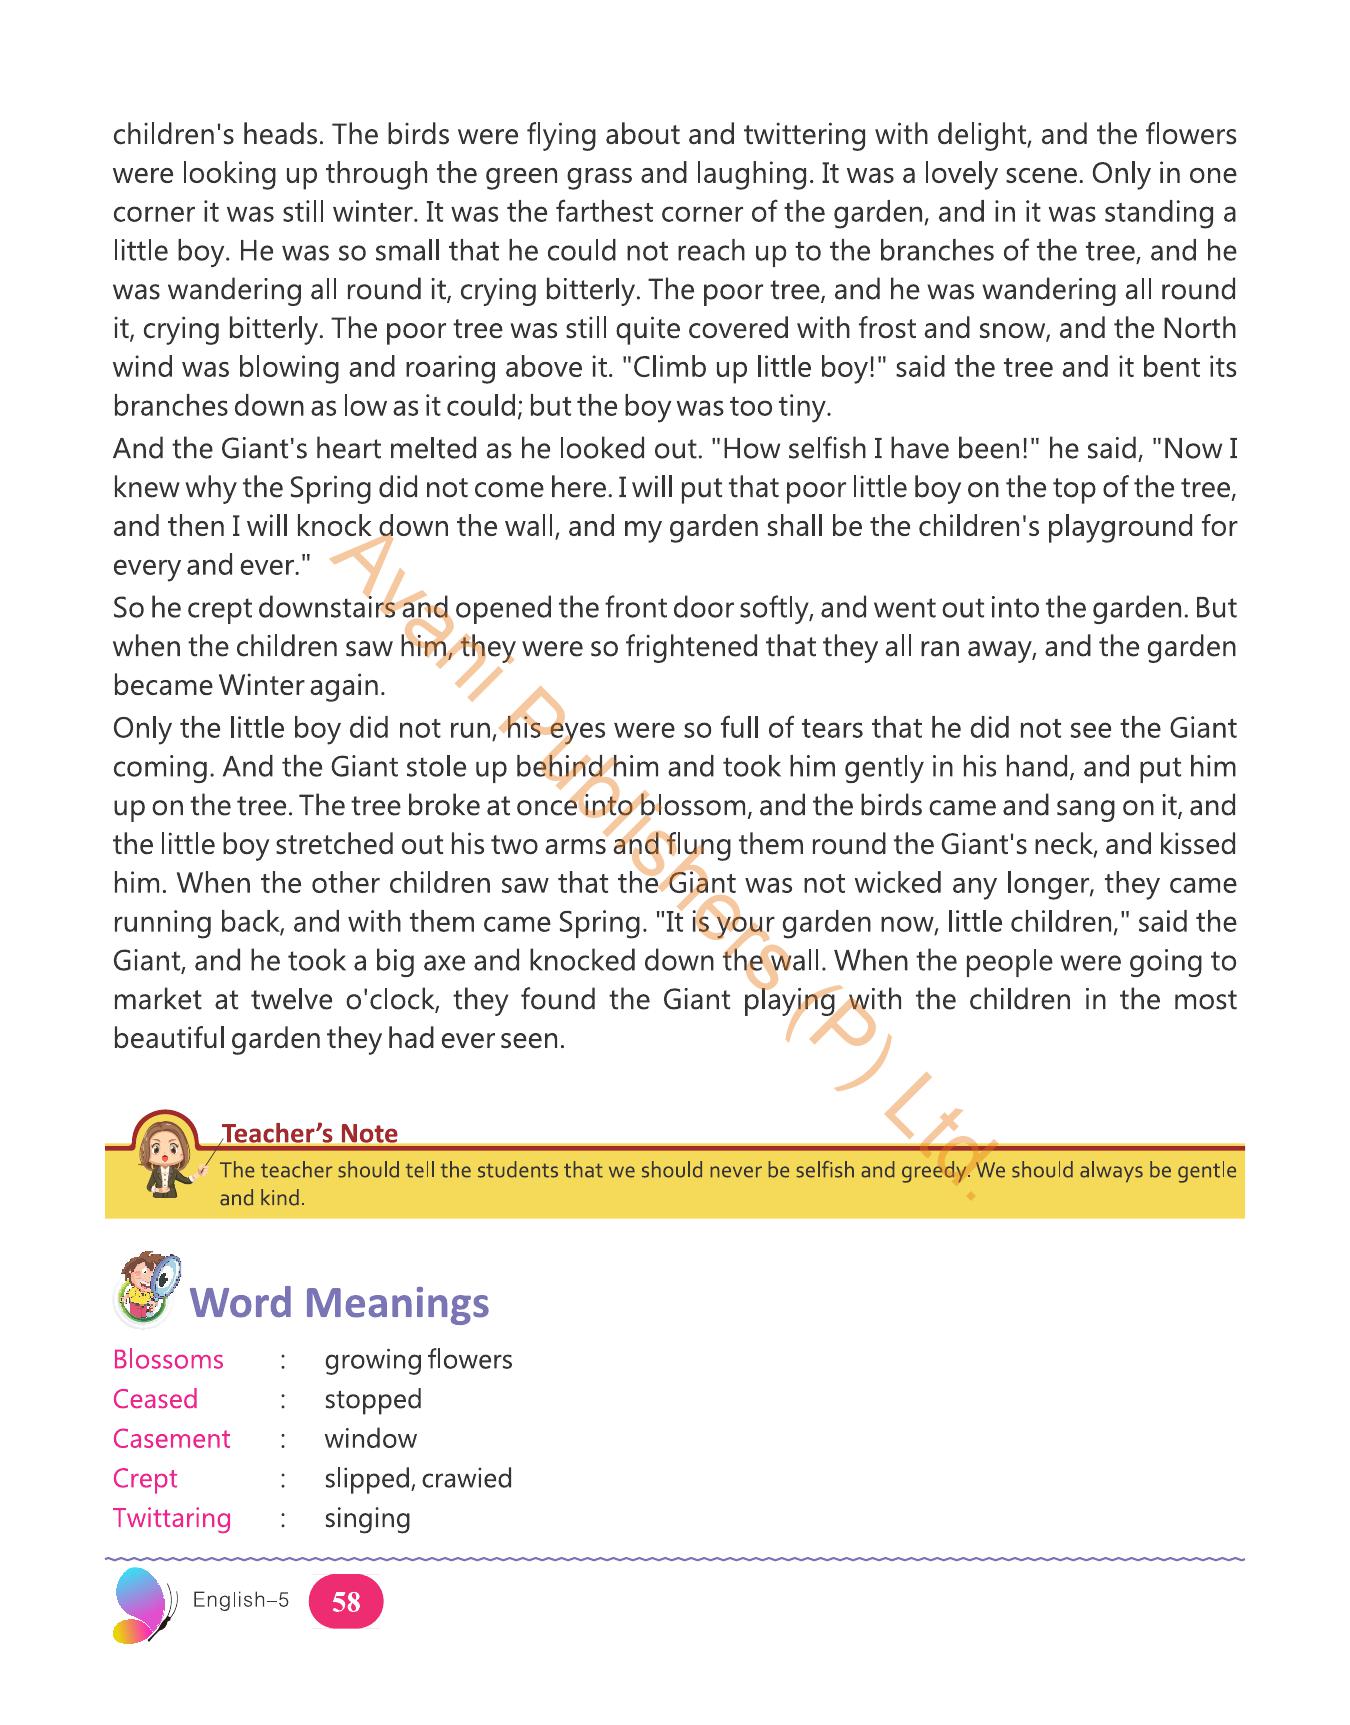 children's heads. The birds were flying about and twittering with delight, and the flowers
were looking up through the green grass and laughing. It was a lovely scene. Only in one
corner it was still winter. It was the farthest corner of the garden, and in it was standing a
little boy. He was so small that he could not reach up to the branches of the tree, and he
was wandering all round it, crying bitterly. The poor tree, and he was wandering all round
it, crying bitterly. The poor tree was still quite covered with frost and snow, and the North
wind was blowing and roaring above it. "Climb up little boy!" said the tree and it bent its
branches down as low as it could; but the boy was too tiny.
And the Giant's heart melted as he looked out. "How selfish I have been!" he said, "Now I
knew why the Spring did not come here. I will put that poor little boy on the top of the tree,
and then I will knock down the wall, and my garden shall be the children's playground for
every and ever."
So he crept downstairs and opened the front door softly, and went out into the garden. But
when the children saw him, they were so frightened that they all ran away, and the garden
became Winter again.
Only the little boy did not run, his eyes were so full of tears that he did not see the Giant
coming. And the Giant stole up behind him and took him gently in his hand, and put him
up on the tree. The tree broke at once into blossom, and the birds came and sang on it, and
the little boy stretched out his two arms and flung them round the Giant's neck, and kissed
him. When the other children saw that the Giant was not wicked any longer, they came
running back, and with them came Spring. "It is your garden now, little children," said the
Giant, and he took a big axe and knocked down the wall. When the people were going to
market at twelve o'clock, they found the Giant playing with the children in the most
beautiful garden they had ever seen.
Avani Publishers (P) Ltd.
Teacher's Note
The teacher should tell the students that we should never be selfish and greedy. We should always be gentle
and kind.
Word Meanings
Blossoms : growing flowers
Ceased : stopped
Casement : window
Crept : slipped, crawied
Twittaring : singing
English–5 58